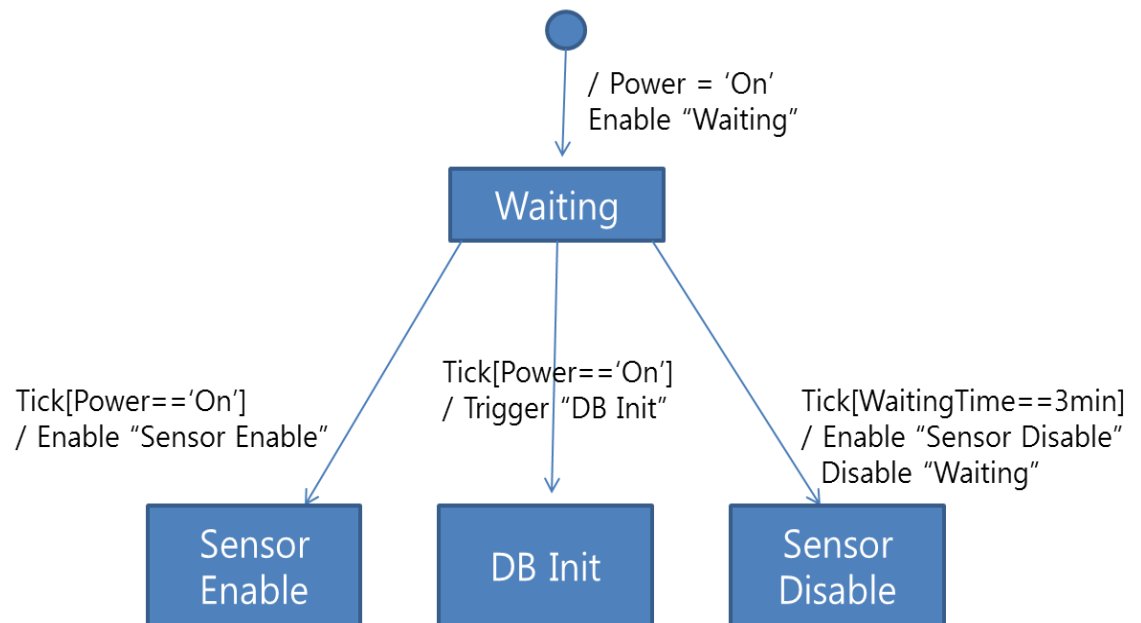 / Power = ‘On’
Enable “Waiting”
Waiting
Tick[Power==‘On’]
/ Enable “Sensor Enable”
Tick[Power==‘On’]
/ Trigger “DB Init”
Tick[WaitingTime==3min]
/ Enable “Sensor Disable”
Disable “Waiting”
Sensor
Enable
DB Init
Sensor
Disable